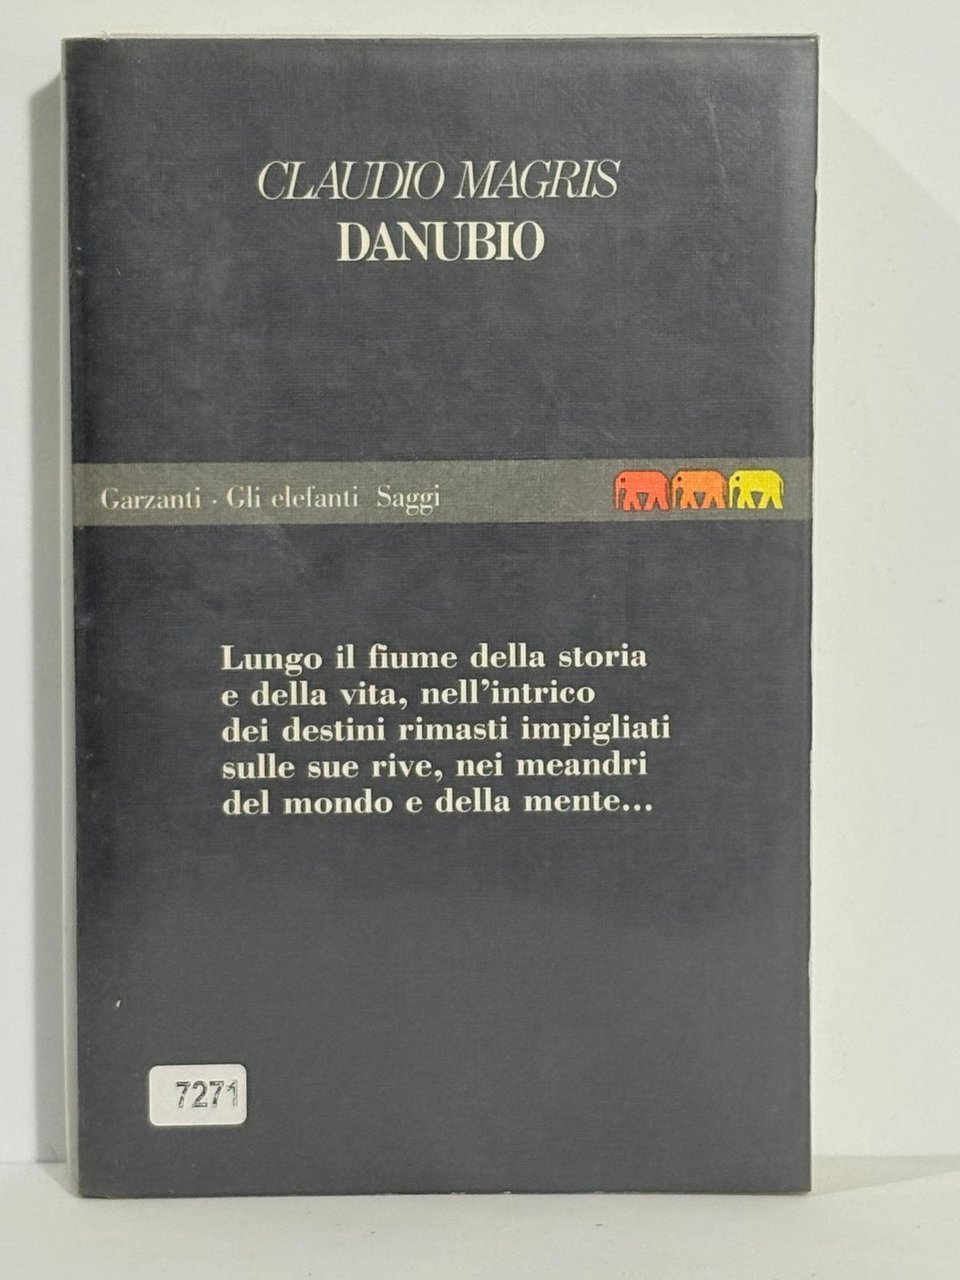 CLAUDIO MAGRIS
DANUBIO
Garzanti · Gli elefanti Saggi
Lungo il fiume della storia
e della vita, nell’intrico
dei destini rimasti impigliati
sulle sue rive, nei meandri
del mondo e della mente...
7271